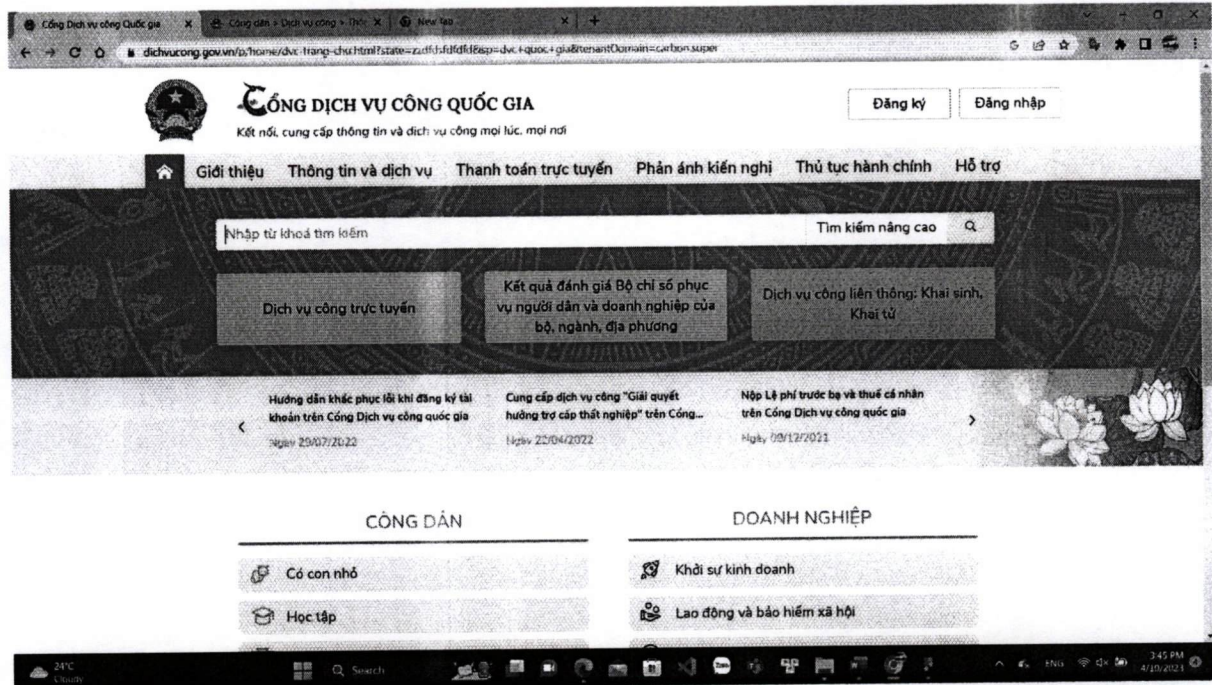 Cổng Dịch vụ công Quốc gia
Công dân » Dịch vụ công »
New Tab
dichvucong.gov.vn/p/home/dvc-trang-chu.html?state=
CỔNG DỊCH VỤ CÔNG QUỐC GIA
Kết nối, cung cấp thông tin và dịch vụ công mọi lúc, mọi nơi
Đăng ký
Đăng nhập
Giới thiệu
Thông tin và dịch vụ
Thanh toán trực tuyến
Phản ánh kiến nghị
Thủ tục hành chính
Hỗ trợ
Nhập từ khoá tìm kiếm
Tìm kiếm nâng cao
Dịch vụ công trực tuyến
Kết quả đánh giá Bộ chỉ số phục
vụ người dân và doanh nghiệp của
bộ, ngành, địa phương
Dịch vụ công liên thông: Khai sinh,
Khai tử
Hướng dẫn khắc phục lỗi khi đăng ký tài
khoản trên Cổng Dịch vụ công quốc gia
Ngày 29/07/2022
Cung cấp dịch vụ công "Giải quyết
hưởng trợ cấp thất nghiệp" trên Cổng...
Ngày 22/04/2022
Nộp Lệ phí trước bạ và thuế cá nhân
trên Cổng Dịch vụ công quốc gia
Ngày 09/12/2021
CÔNG DÂN
Có con nhỏ
Học tập
DOANH NGHIỆP
Khởi sự kinh doanh
Lao động và bảo hiểm xã hội
24°C
Cloudy
Search
ENG
3:45 PM
4/19/2023